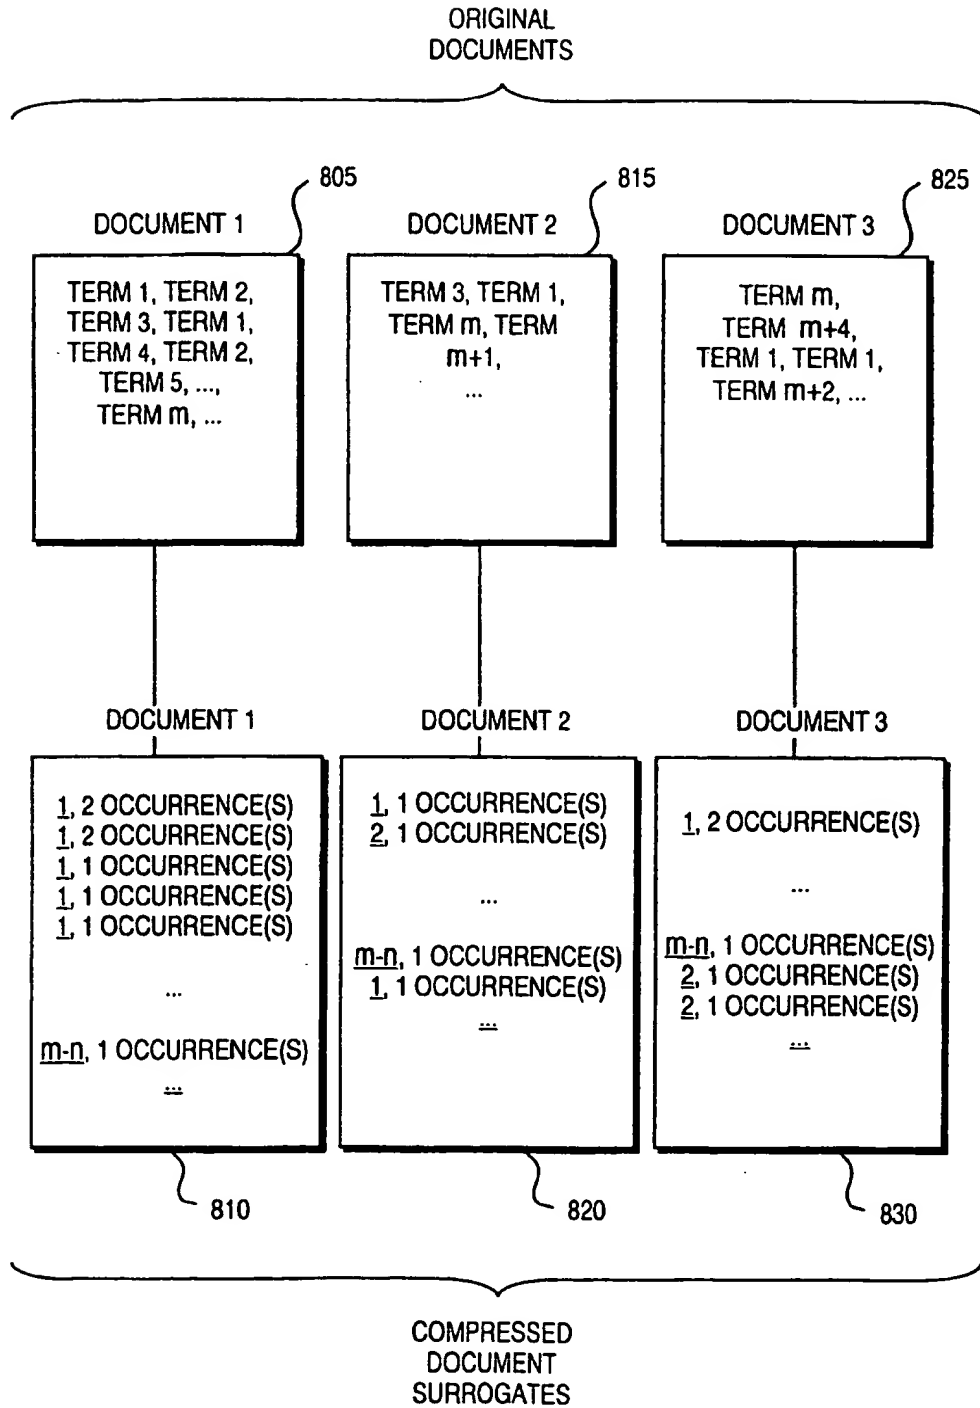 ORIGINAL
DOCUMENTS
805
815
825
DOCUMENT 1
DOCUMENT 2
DOCUMENT 3
TERM 1, TERM 2,
TERM 3, TERM 1,
TERM 4, TERM 2,
TERM 5, ...,
TERM m, ...
TERM 3, TERM 1,
TERM m, TERM
m+1,
...
TERM m,
TERM m+4,
TERM 1, TERM 1,
TERM m+2, ...
DOCUMENT 1
DOCUMENT 2
DOCUMENT 3
1, 2 OCCURRENCE(S)
1, 2 OCCURRENCE(S)
1, 1 OCCURRENCE(S)
1, 1 OCCURRENCE(S)
1, 1 OCCURRENCE(S)
...
m-n, 1 OCCURRENCE(S)
...
1, 1 OCCURRENCE(S)
2, 1 OCCURRENCE(S)
...
m-n, 1 OCCURRENCE(S)
1, 1 OCCURRENCE(S)
...
1, 2 OCCURRENCE(S)
...
m-n, 1 OCCURRENCE(S)
2, 1 OCCURRENCE(S)
2, 1 OCCURRENCE(S)
...
810
820
830
COMPRESSED
DOCUMENT
SURROGATES